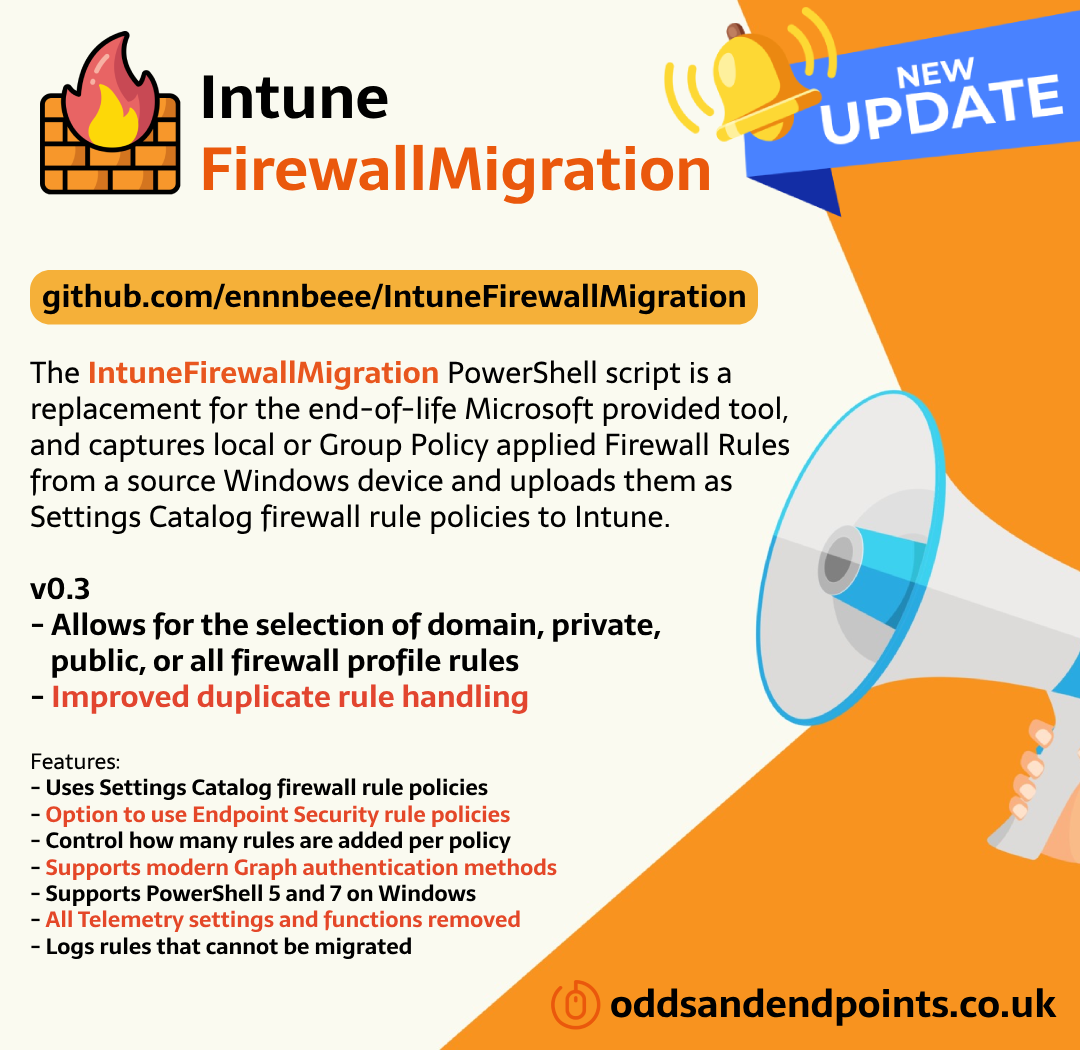 Intune
FirewallMigration
NEW
UPDATE
github.com/ennnbeee/IntuneFirewallMigration
The IntuneFirewallMigration PowerShell script is a
replacement for the end-of-life Microsoft provided tool,
and captures local or Group Policy applied Firewall Rules
from a source Windows device and uploads them as
Settings Catalog firewall rule policies to Intune.
v0.3
- Allows for the selection of domain, private,
public, or all firewall profile rules
- Improved duplicate rule handling
Features:
- Uses Settings Catalog firewall rule policies
- Option to use Endpoint Security rule policies
- Control how many rules are added per policy
- Supports modern Graph authentication methods
- Supports PowerShell 5 and 7 on Windows
- All Telemetry settings and functions removed
- Logs rules that cannot be migrated
oddsandendpoints.co.uk